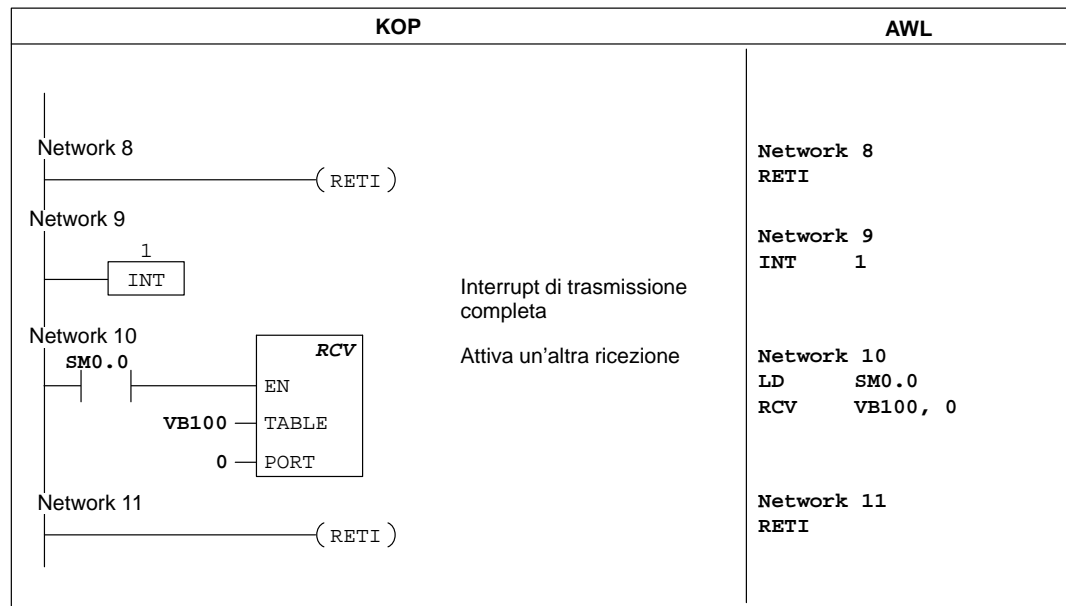 KOP
AWL
Network 8
( RETI )
Network 9
1
INT
Interrupt di trasmissione
completa
Network 10
SM0.0
RCV
EN
VB100
TABLE
0
PORT
Attiva un'altra ricezione
Network 11
( RETI )
Network 8
RETI
Network 9
INT 1
Network 10
LD SM0.0
RCV VB100, 0
Network 11
RETI